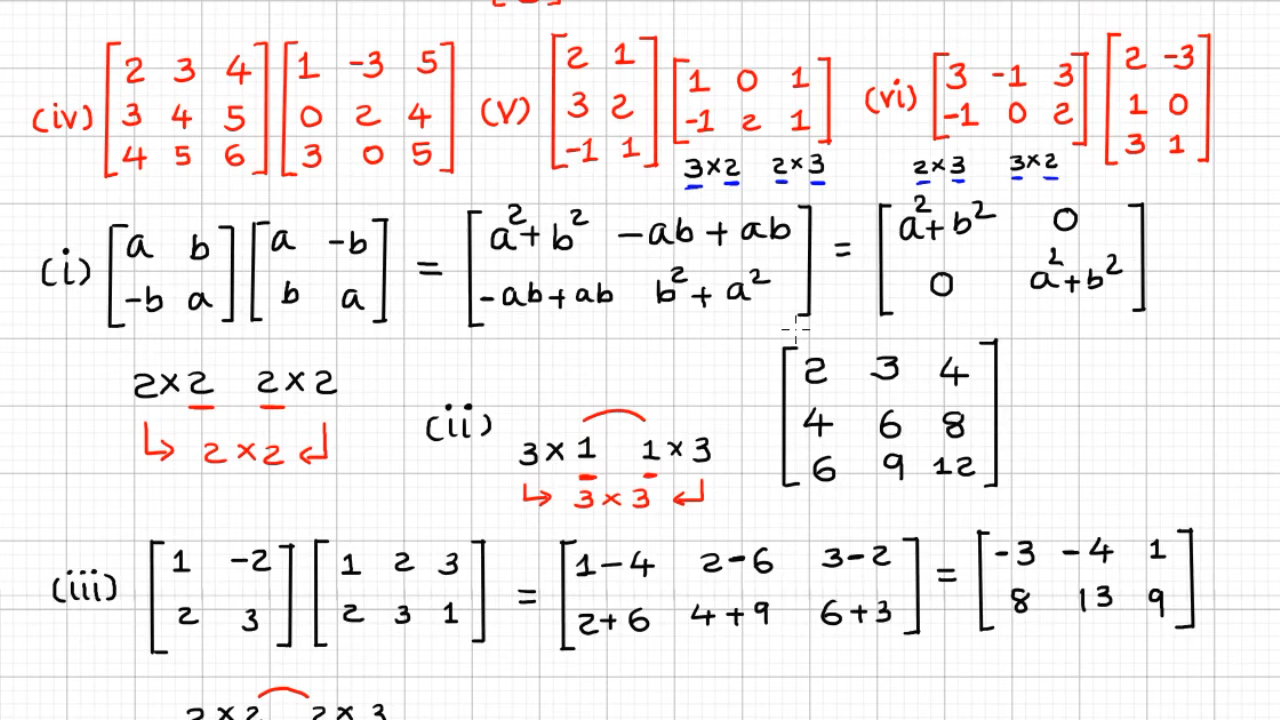 (iv) [2 3 4] [1 -3 5] (v) [2 1] [1 0 1] (vi) [3 -1 3] [2 -3]
[3 4 5] [0 2 4] [3 2] [-1 2 1] [-1 0 2] [1 0]
[4 5 6] [3 0 5] [-1 1] [3 1]
3×2 2×3 2×3 3×2
(i) [a b] [a -b] = [a²+b² -ab+ab] = [a²+b² 0]
[-b a] [b a] [-ab+ab b²+a²] [0 a²+b²]
2×2 2×2
↳ 2×2 ↲
(ii) 3×1 1×3
↳ 3×3 ↲
[2 3 4]
[4 6 8]
[6 9 12]
(iii) [1 -2] [1 2 3] = [1-4 2-6 3-2] = [-3 -4 1]
[2 3] [2 3 1] [2+6 4+9 6+3] [8 13 9]
2×2 2×3